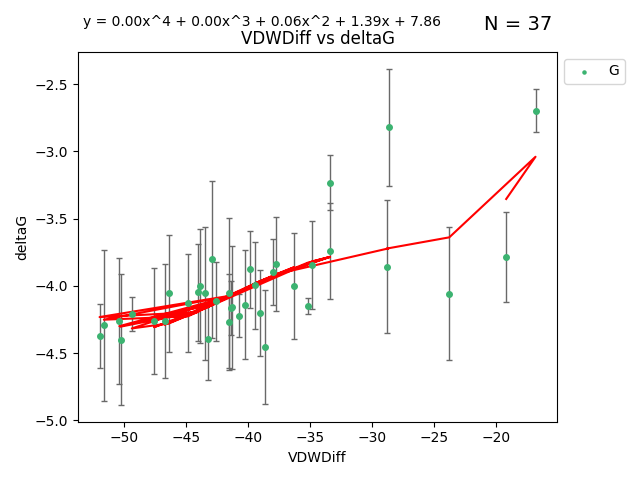 y = 0.00x^4 + 0.00x^3 + 0.06x^2 + 1.39x + 7.86
N = 37
VDWDiff vs deltaG
G
deltaG
−2.5
−3.0
−3.5
−4.0
−4.5
−5.0
−50 −45 −40 −35 −30 −25 −20
VDWDiff